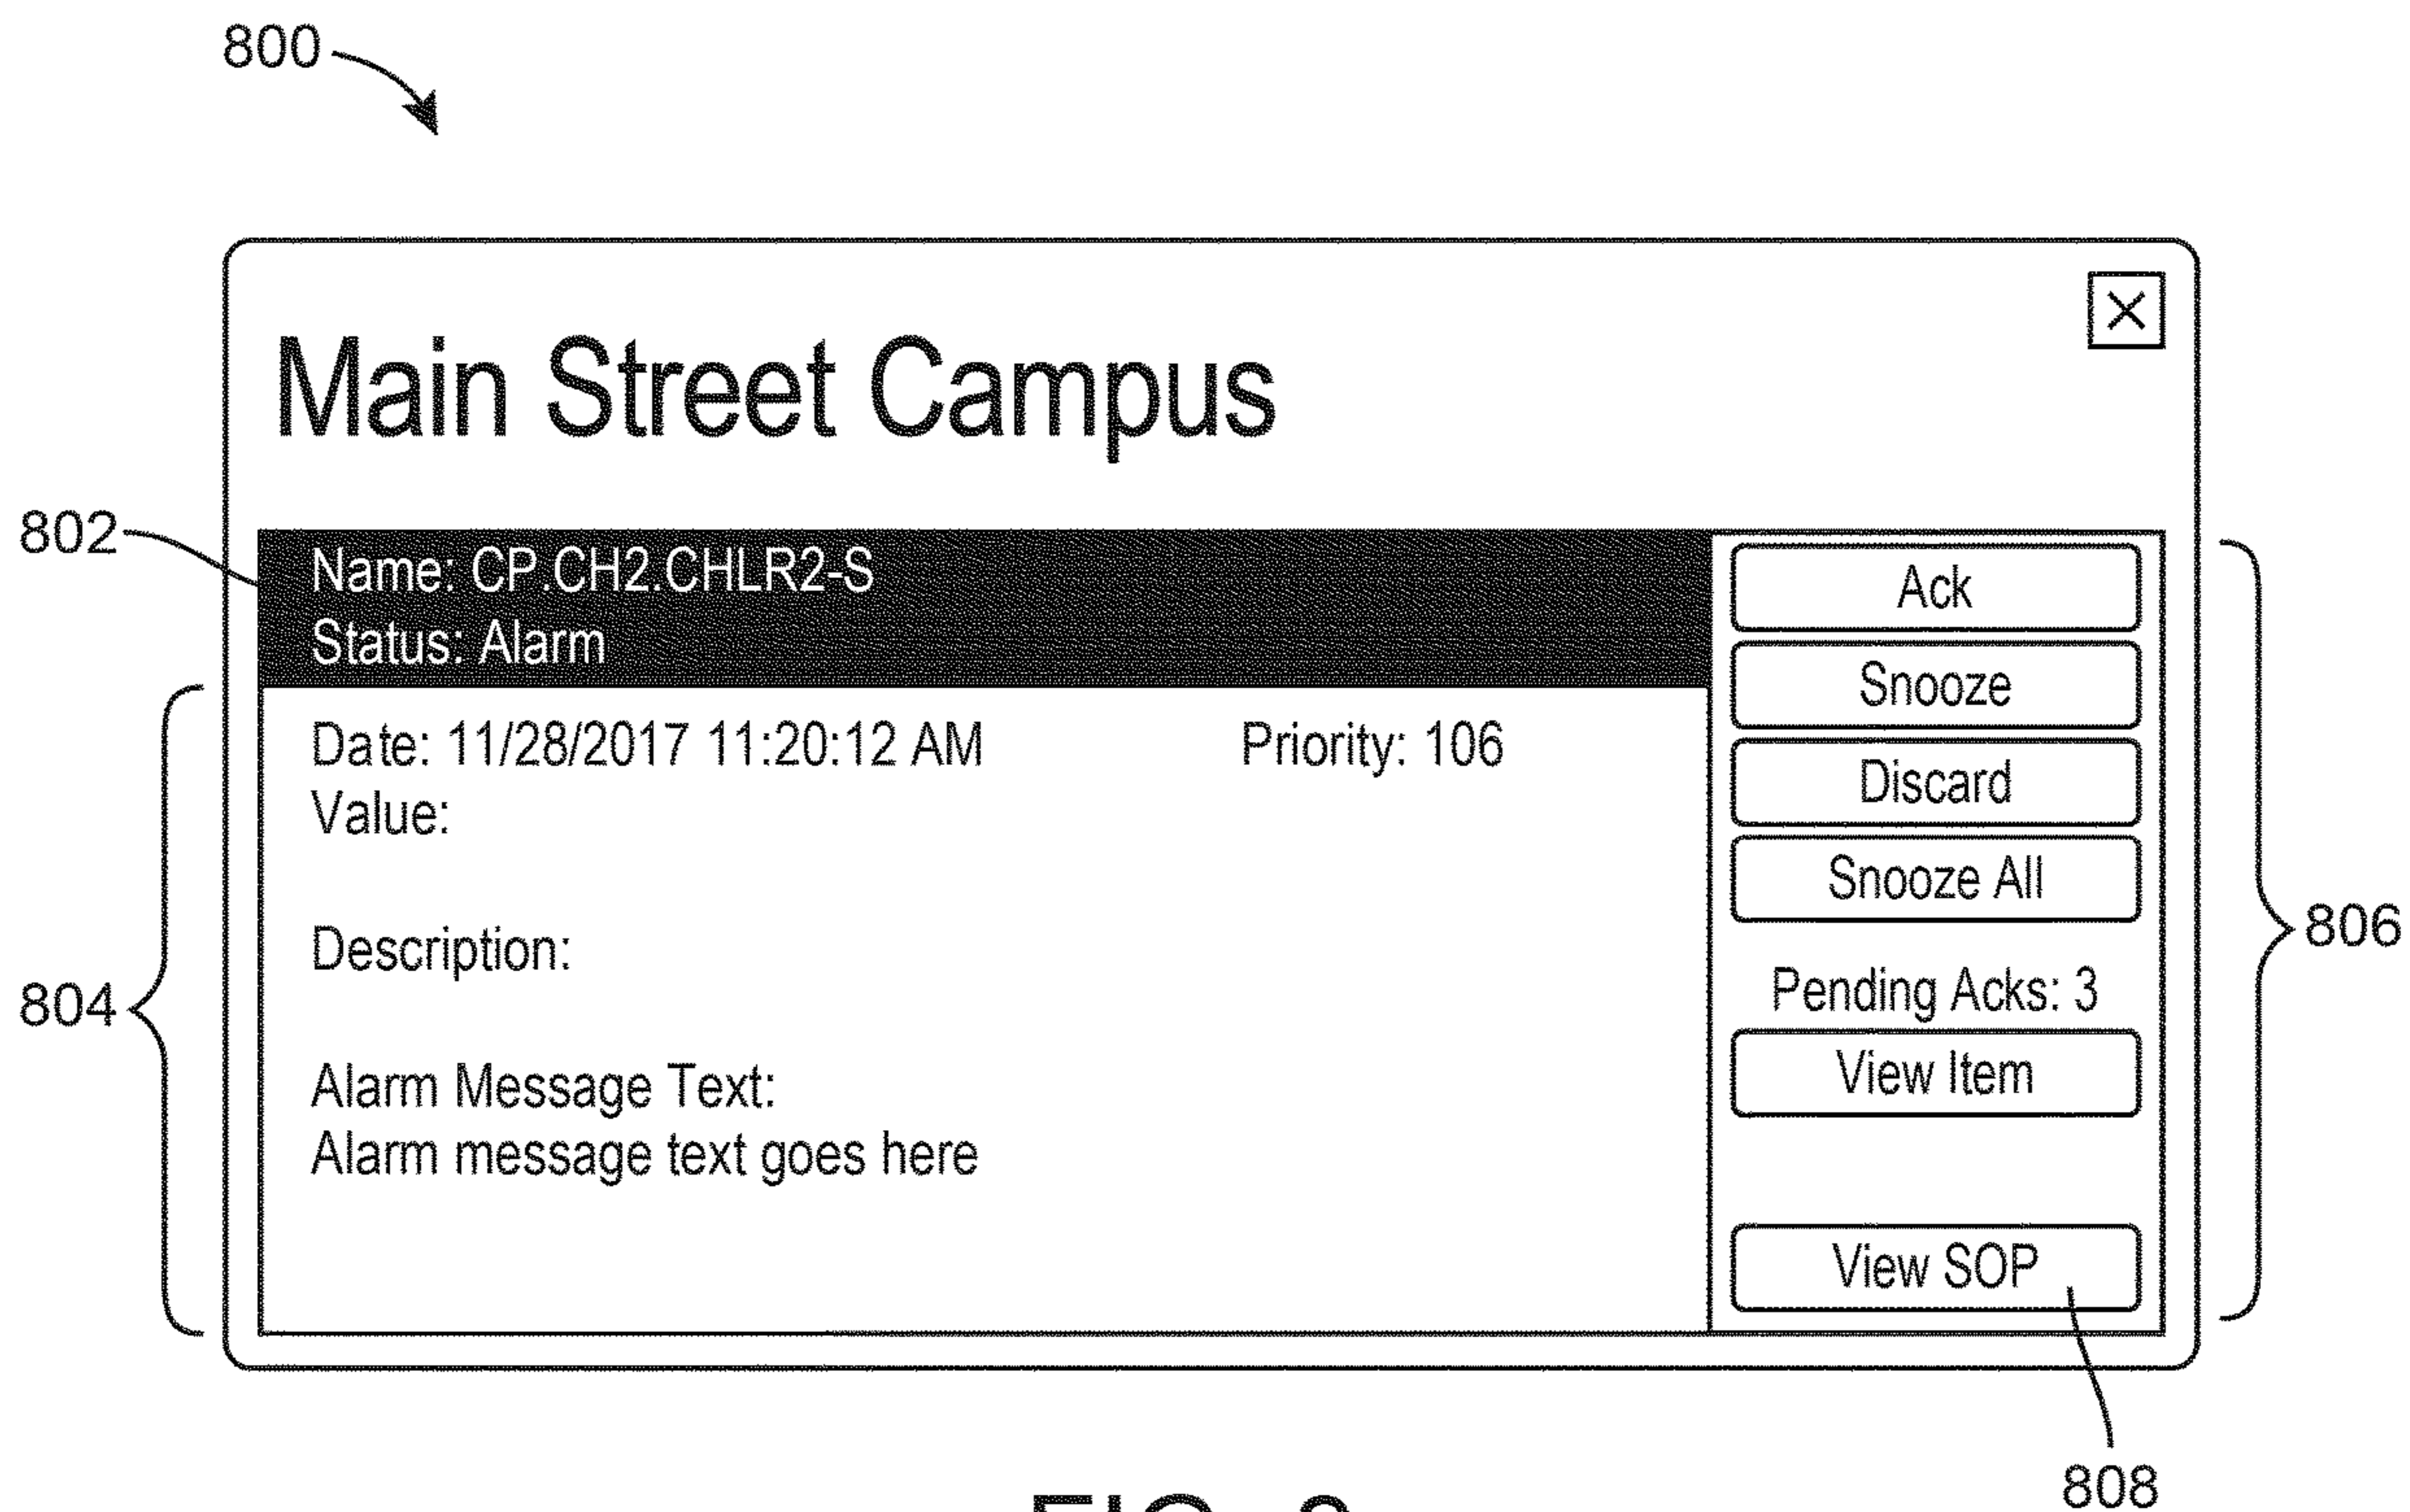 800
Main Street Campus
802
Name: CP.CH2.CHLR2-S
Status: Alarm
Date: 11/28/2017 11:20:12 AM Priority: 106
Value:
Description:
804
Alarm Message Text:
Alarm message text goes here
Ack
Snooze
Discard
Snooze All
806
Pending Acks: 3
View Item
View SOP
808